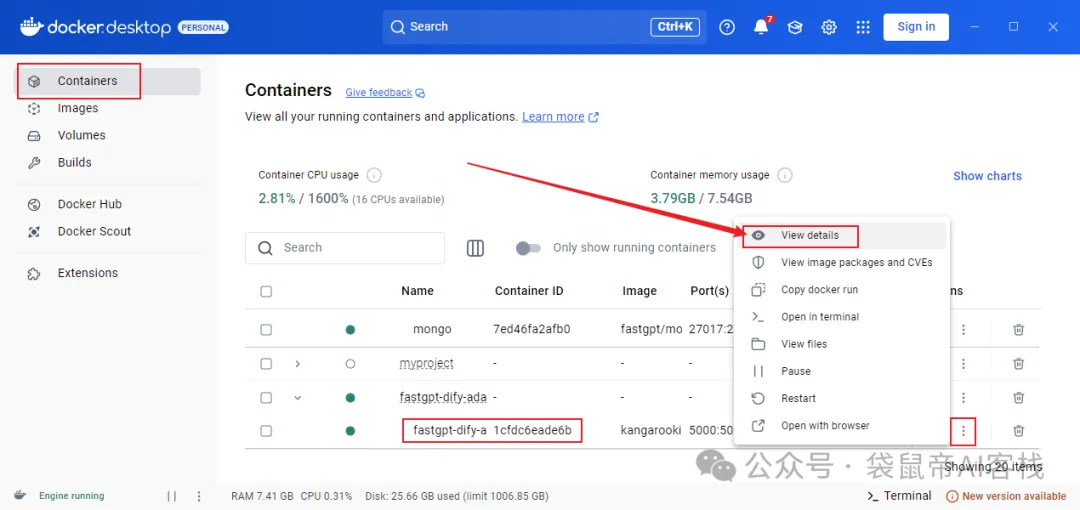 docker.desktop PERSONAL
Search Ctrl+K
7
Sign in
Containers
Images
Volumes
Builds
Docker Hub
Docker Scout
Extensions
Containers Give feedback
View all your running containers and applications. Learn more
Container CPU usage
2.81% / 1600% (16 CPUs available)
Container memory usage
3.79GB / 7.54GB
Show charts
Search
Only show running containers
View details
View image packages and CVEs
Copy docker run
Open in terminal
View files
Pause
Restart
Open with browser
Name Container ID Image Port(s) ns
mongo 7ed46fa2afb0 fastgpt/mo 27017:2
myproject - - -
fastgpt-dify-ada - - -
fastgpt-dify-a 1cfdc6eade6b kangarooki 5000:50
Showing 20 items
公众号 · 袋鼠帝AI客栈
Engine running
RAM 7.41 GB CPU 0.31% Disk: 25.66 GB used (limit 1006.85 GB)
>_ Terminal
New version available